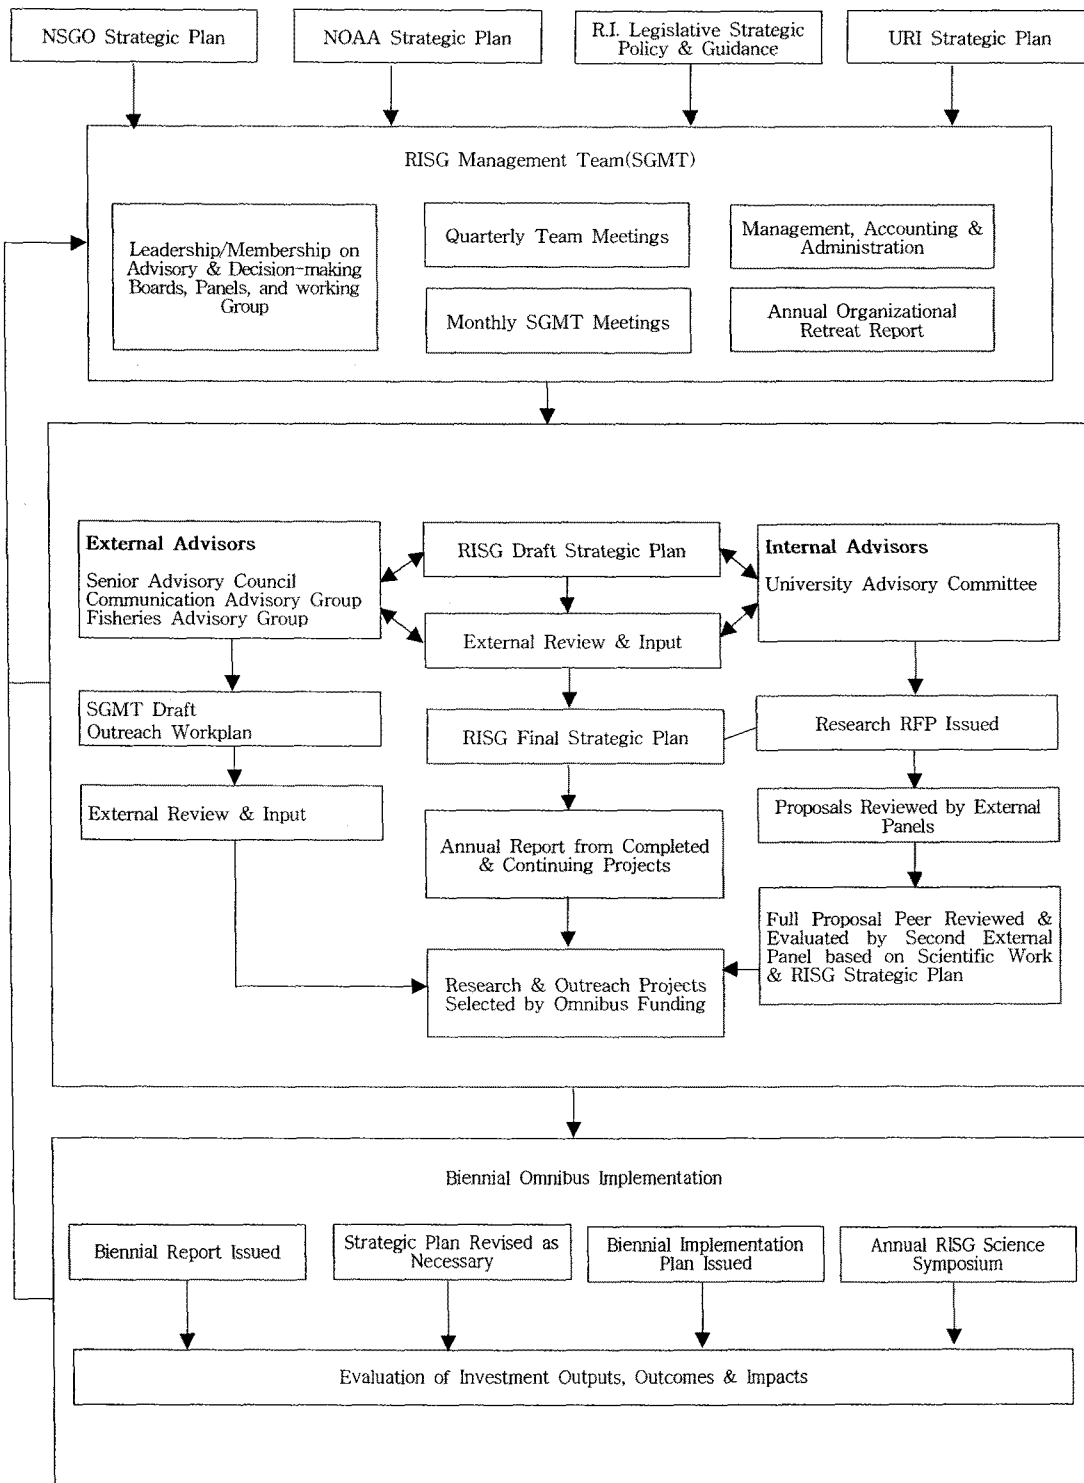 NSGO Strategic Plan
NOAA Strategic Plan
R.I. Legislative Strategic
Policy & Guidance
URI Strategic Plan
RISG Management Team(SGMT)
Leadership/Membership on
Advisory & Decision-making
Boards, Panels, and working
Group
Quarterly Team Meetings
Management, Accounting &
Administration
Monthly SGMT Meetings
Annual Organizational
Retreat Report
External Advisors
Senior Advisory Council
Communication Advisory Group
Fisheries Advisory Group
RISG Draft Strategic Plan
Internal Advisors
University Advisory Committee
External Review & Input
SGMT Draft
Outreach Workplan
RISG Final Strategic Plan
Research RFP Issued
External Review & Input
Annual Report from Completed
& Continuing Projects
Proposals Reviewed by External
Panels
Full Proposal Peer Reviewed &
Evaluated by Second External
Panel based on Scientific Work
& RISG Strategic Plan
Research & Outreach Projects
Selected by Omnibus Funding
Biennial Omnibus Implementation
Biennial Report Issued
Strategic Plan Revised as
Necessary
Biennial Implementation
Plan Issued
Annual RISG Science
Symposium
Evaluation of Investment Outputs, Outcomes & Impacts